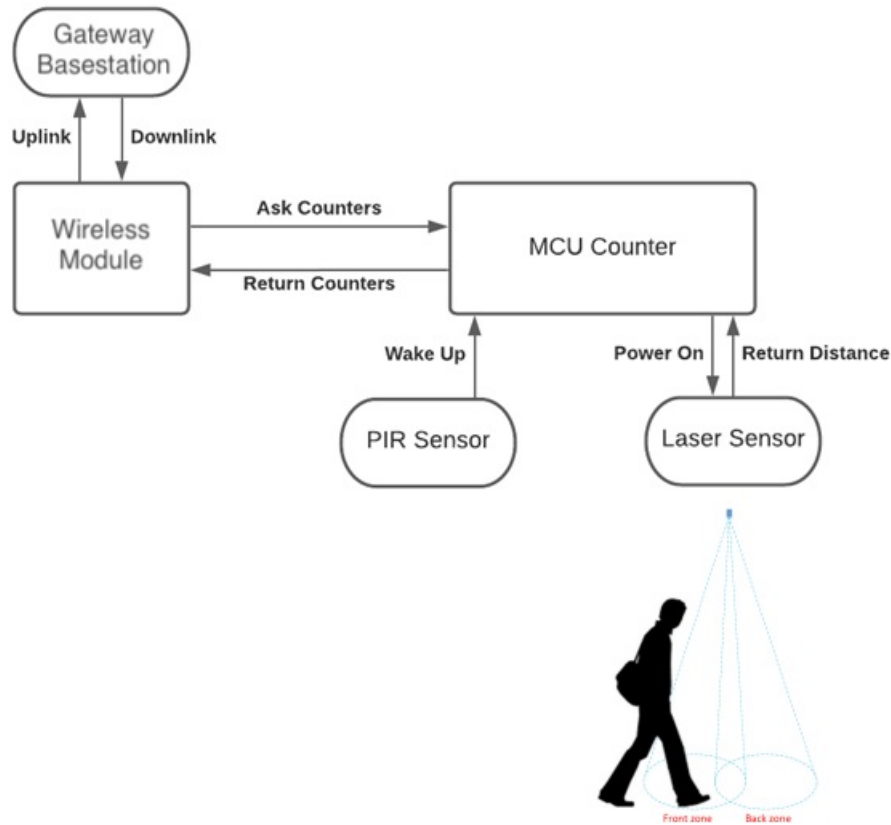 Gateway
Basestation
Uplink
Downlink
Wireless
Module
Ask Counters
Return Counters
MCU Counter
Wake Up
Power On
Return Distance
PIR Sensor
Laser Sensor
Front zone
Back zone